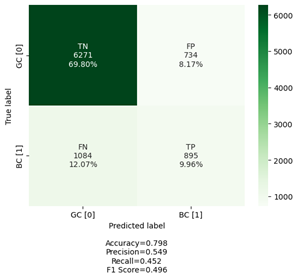 TN
6271
69.80%
FP
734
8.17%
FN
1084
12.07%
TP
895
9.96%
GC [0]
BC [1]
True label
GC [0]
BC [1]
Predicted label
6000
5000
4000
3000
2000
1000
Accuracy=0.798
Precision=0.549
Recall=0.452
F1 Score=0.496